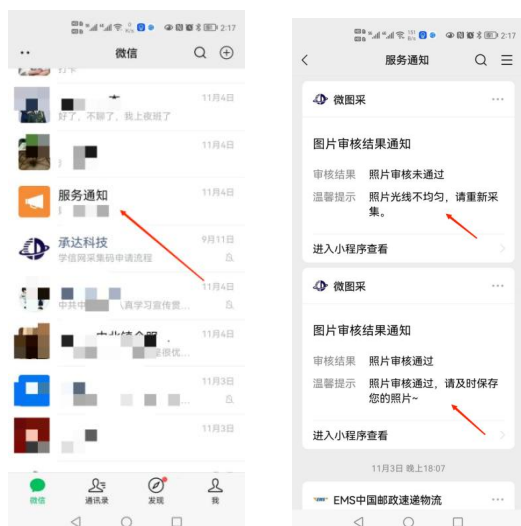 2:17
微信
打卡
11月4日
好了，不聊了，我上夜班了
11月4日
服务通知
11月4日
承达科技
9月11日
学信网采集码申请流程
11月4日
中共中
真学习宣传贯...
11月4日
是很优...
11月3日
11月3日
微信
通讯录
发现
我
2:17
服务通知
微图采
图片审核结果通知
审核结果 照片审核未通过
温馨提示 照片光线不均匀，请重新采
集。
进入小程序查看
微图采
图片审核结果通知
审核结果 照片审核通过
温馨提示 照片审核通过，请及时保存
您的照片~
进入小程序查看
11月3日 晚上18:07
EMS中国邮政速递物流